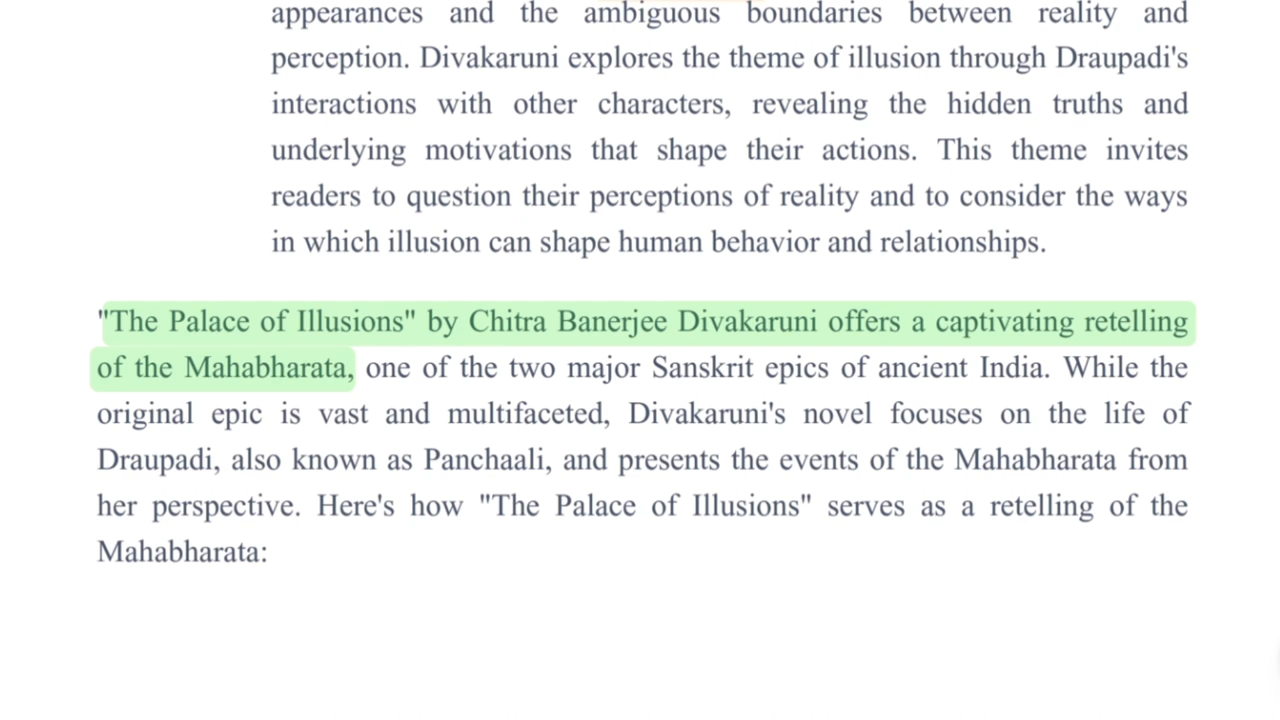 appearances and the ambiguous boundaries between reality and
perception. Divakaruni explores the theme of illusion through Draupadi's
interactions with other characters, revealing the hidden truths and
underlying motivations that shape their actions. This theme invites
readers to question their perceptions of reality and to consider the ways
in which illusion can shape human behavior and relationships.
"The Palace of Illusions" by Chitra Banerjee Divakaruni offers a captivating retelling
of the Mahabharata, one of the two major Sanskrit epics of ancient India. While the
original epic is vast and multifaceted, Divakaruni's novel focuses on the life of
Draupadi, also known as Panchaali, and presents the events of the Mahabharata from
her perspective. Here's how "The Palace of Illusions" serves as a retelling of the
Mahabharata: